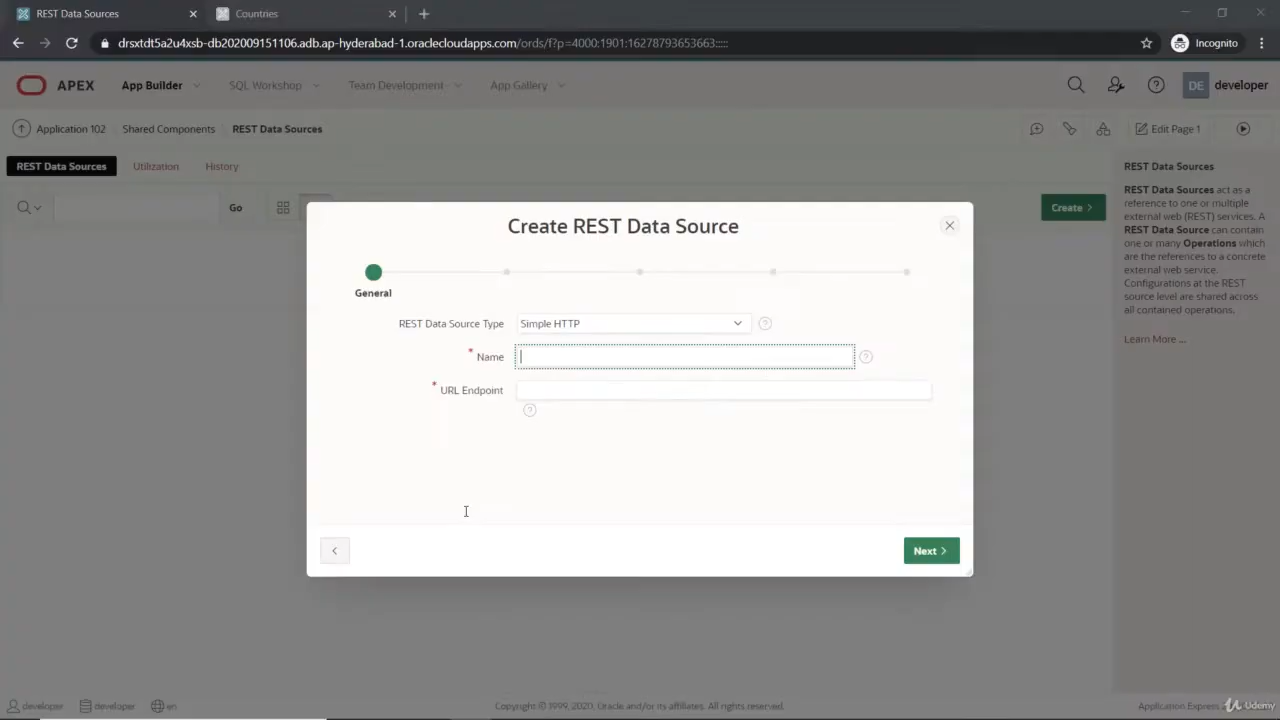 REST Data Sources
Countries
drsxtdt5a2u4xsb-db202009151106.adb.ap-hyderabad-1.oraclecloudapps.com/ords/f?p=4000:1901:16278793653663:::::
Incognito
APEX
App Builder
SQL Workshop
Team Development
App Gallery
DE
developer
Application 102
Shared Components
REST Data Sources
Edit Page 1
REST Data Sources
Utilization
History
Go
Create
REST Data Sources
REST Data Sources act as a
reference to one or multiple
external web (REST) services. A
REST Data Source can contain
one or many Operations which
are the references to a concrete
external web service.
Configurations at the REST
source level are shared across
all contained operations.
Learn More ...
Create REST Data Source
General
REST Data Source Type
Simple HTTP
* Name
* URL Endpoint
Next
developer
developer
en
Copyright © 1999, 2020, Oracle and/or its affiliates. All rights reserved.
Application Express
Udemy